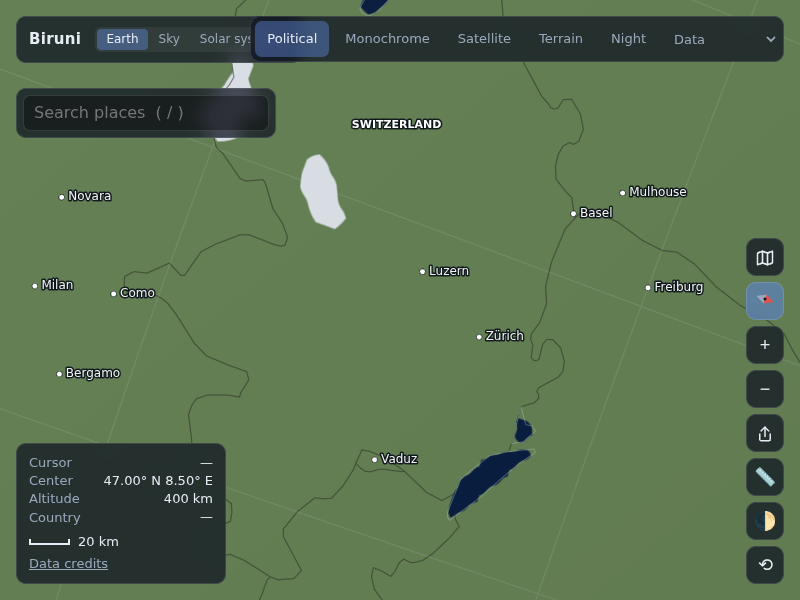 Biruni
Earth Sky Solar sys
Political Monochrome Satellite Terrain Night Data
Search places ( / )
SWITZERLAND
Novara
Mulhouse
Basel
Luzern
Milan
Como
Freiburg
Zürich
Bergamo
Vaduz
Cursor —
Center 47.00° N 8.50° E
Altitude 400 km
Country —
20 km
Data credits
+
−